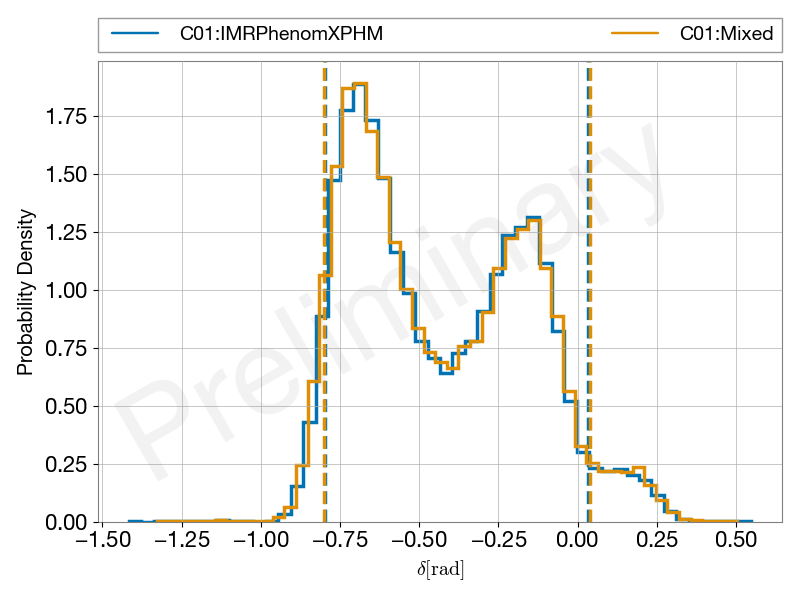 C01:IMRPhenomXPHM C01:Mixed
Preliminary
Probability Density
1.75
1.50
1.25
1.00
0.75
0.50
0.25
0.00
−1.50 −1.25 −1.00 −0.75 −0.50 −0.25 0.00 0.25 0.50
δ[rad]